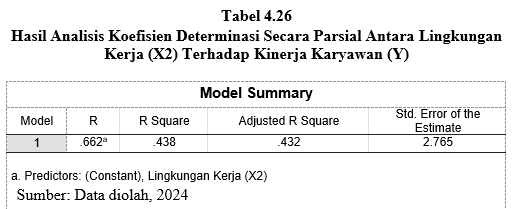 Tabel 4.26
Hasil Analisis Koefisien Determinasi Secara Parsial Antara Lingkungan
Kerja (X2) Terhadap Kinerja Karyawan (Y)
Model Summary
Model R R Square Adjusted R Square Std. Error of the Estimate
1 .662ᵃ .438 .432 2.765
a. Predictors: (Constant), Lingkungan Kerja (X2)
Sumber: Data diolah, 2024